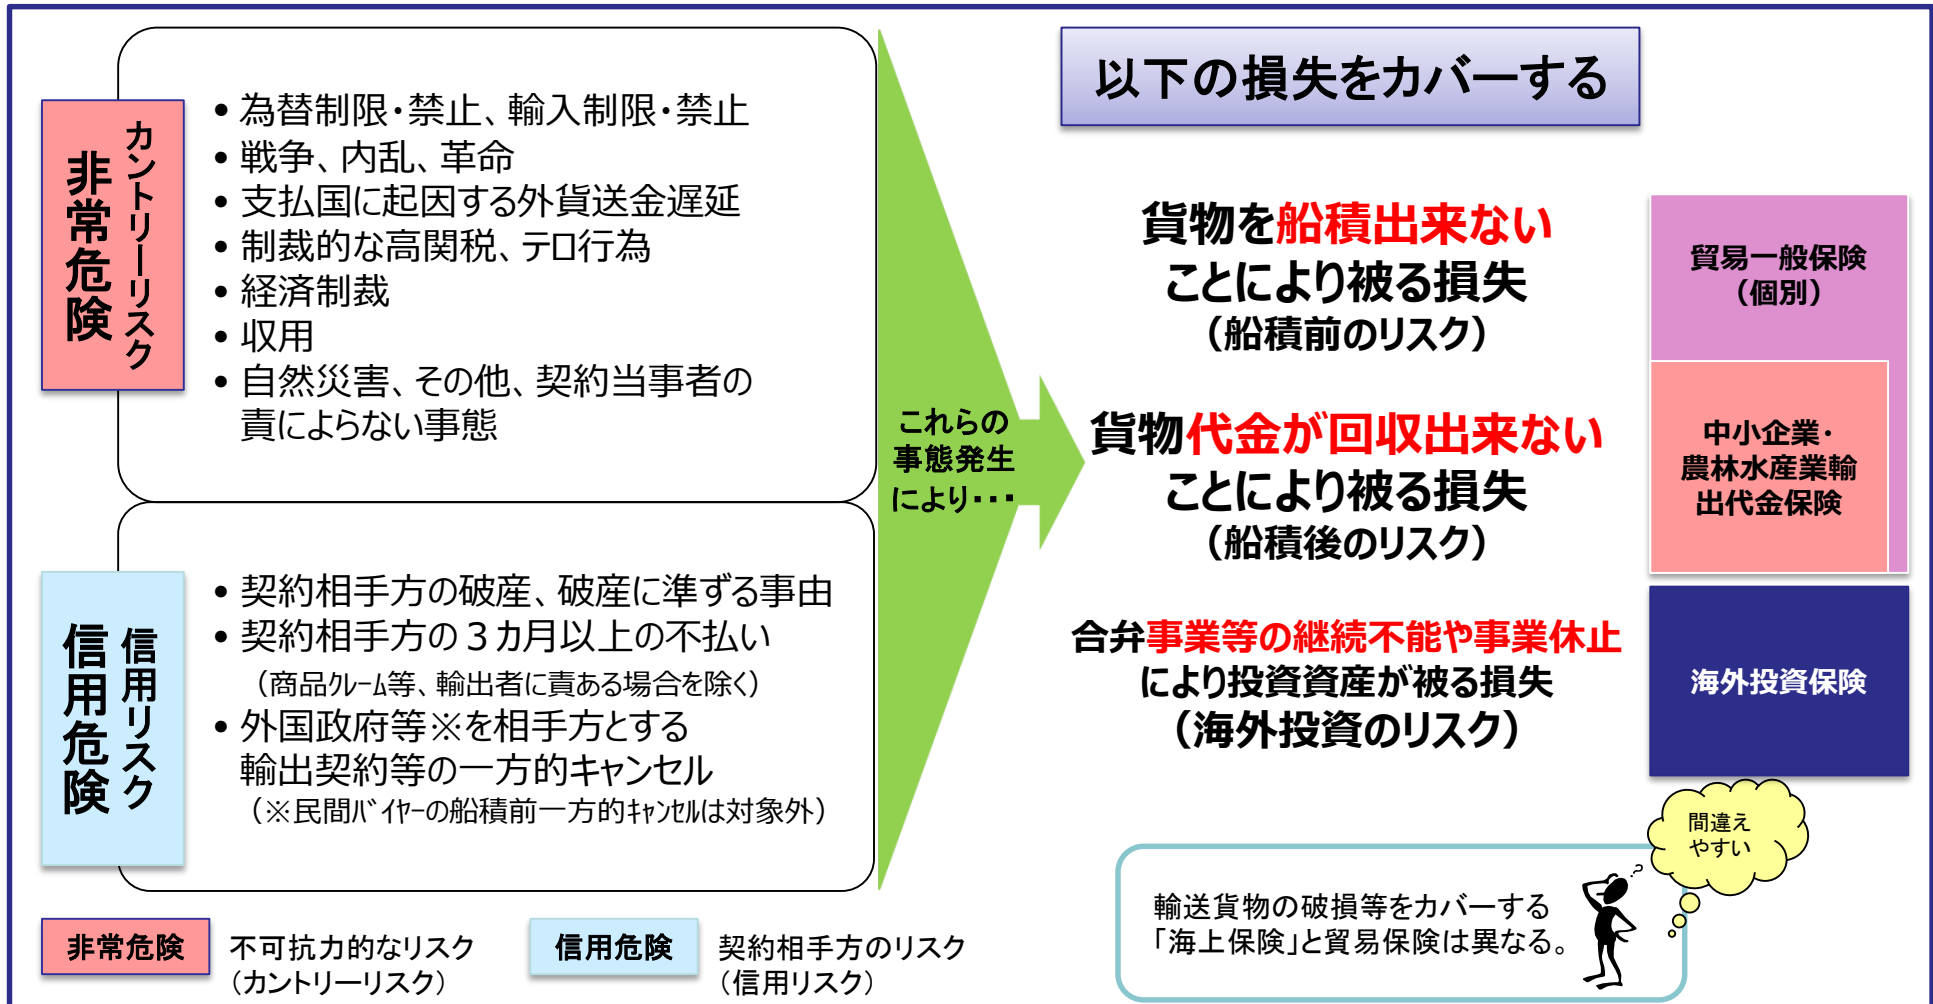 カントリーリスク
非常危険
• 為替制限・禁止、輸入制限・禁止
• 戦争、内乱、革命
• 支払国に起因する外貨送金遅延
• 制裁的な高関税、テロ行為
• 経済制裁
• 収用
• 自然災害、その他、契約当事者の
責によらない事態
信用リスク
信用危険
• 契約相手方の破産、破産に準ずる事由
• 契約相手方の３カ月以上の不払い
（商品ｸﾚｰﾑ等、輸出者に責ある場合を除く）
• 外国政府等※を相手方とする
輸出契約等の一方的キャンセル
（※民間ﾊﾞｲﾔｰの船積前一方的ｷｬﾝｾﾙは対象外）
これらの
事態発生
により・・・
以下の損失をカバーする
貨物を船積出来ない
ことにより被る損失
（船積前のリスク）
貨物代金が回収出来ない
ことにより被る損失
（船積後のリスク）
合弁事業等の継続不能や事業休止
により投資資産が被る損失
（海外投資のリスク）
貿易一般保険
（個別）
中小企業・
農林水産業輸
出代金保険
海外投資保険
間違え
やすい
?
輸送貨物の破損等をカバーする
「海上保険」と貿易保険は異なる。
非常危険
不可抗力的なリスク
（カントリーリスク）
信用危険
契約相手方のリスク
（信用リスク）